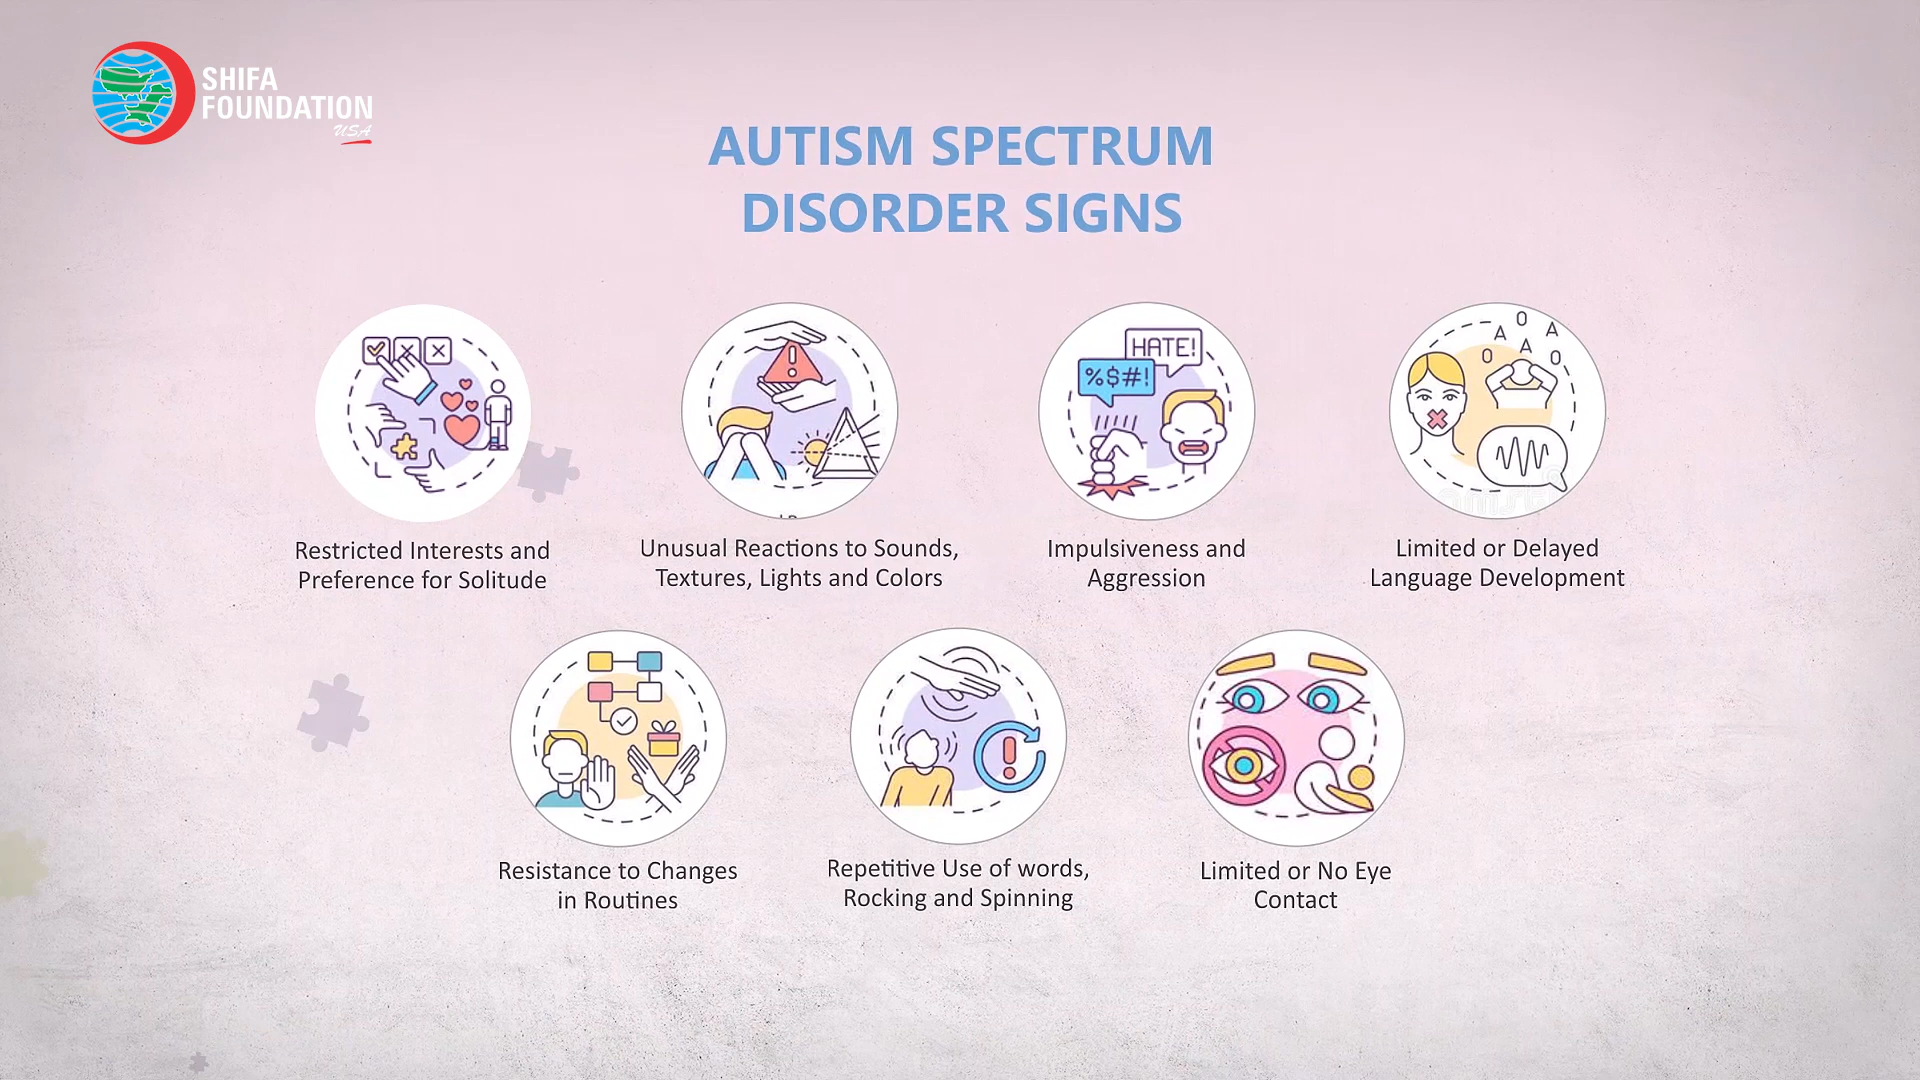 SHIFA
FOUNDATION
USA
AUTISM SPECTRUM
DISORDER SIGNS
HATE!
%$#!
O
A A
O A O
Restricted Interests and
Preference for Solitude
Unusual Reactions to Sounds,
Textures, Lights and Colors
Impulsiveness and
Aggression
Limited or Delayed
Language Development
Resistance to Changes
in Routines
Repetitive Use of words,
Rocking and Spinning
Limited or No Eye
Contact